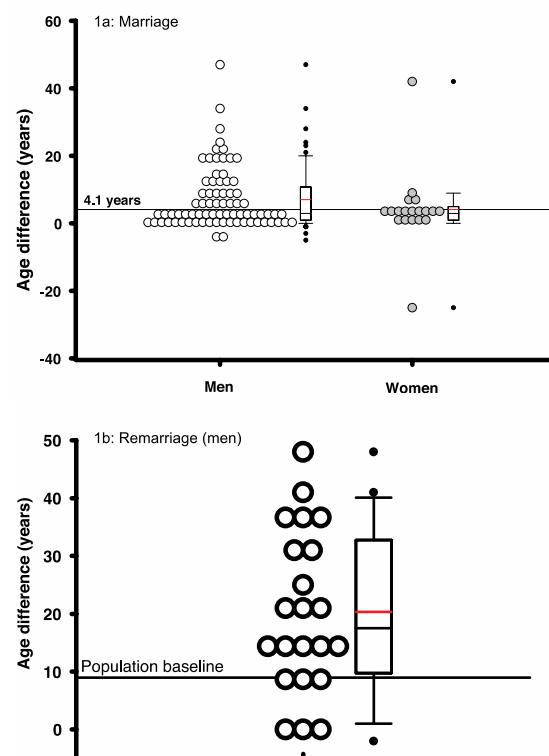 1a: Marriage
60
40
20
0
-20
-40
Age difference (years)
4.1 years
Men
Women
1b: Remarriage (men)
50
40
30
20
10
0
Age difference (years)
Population baseline